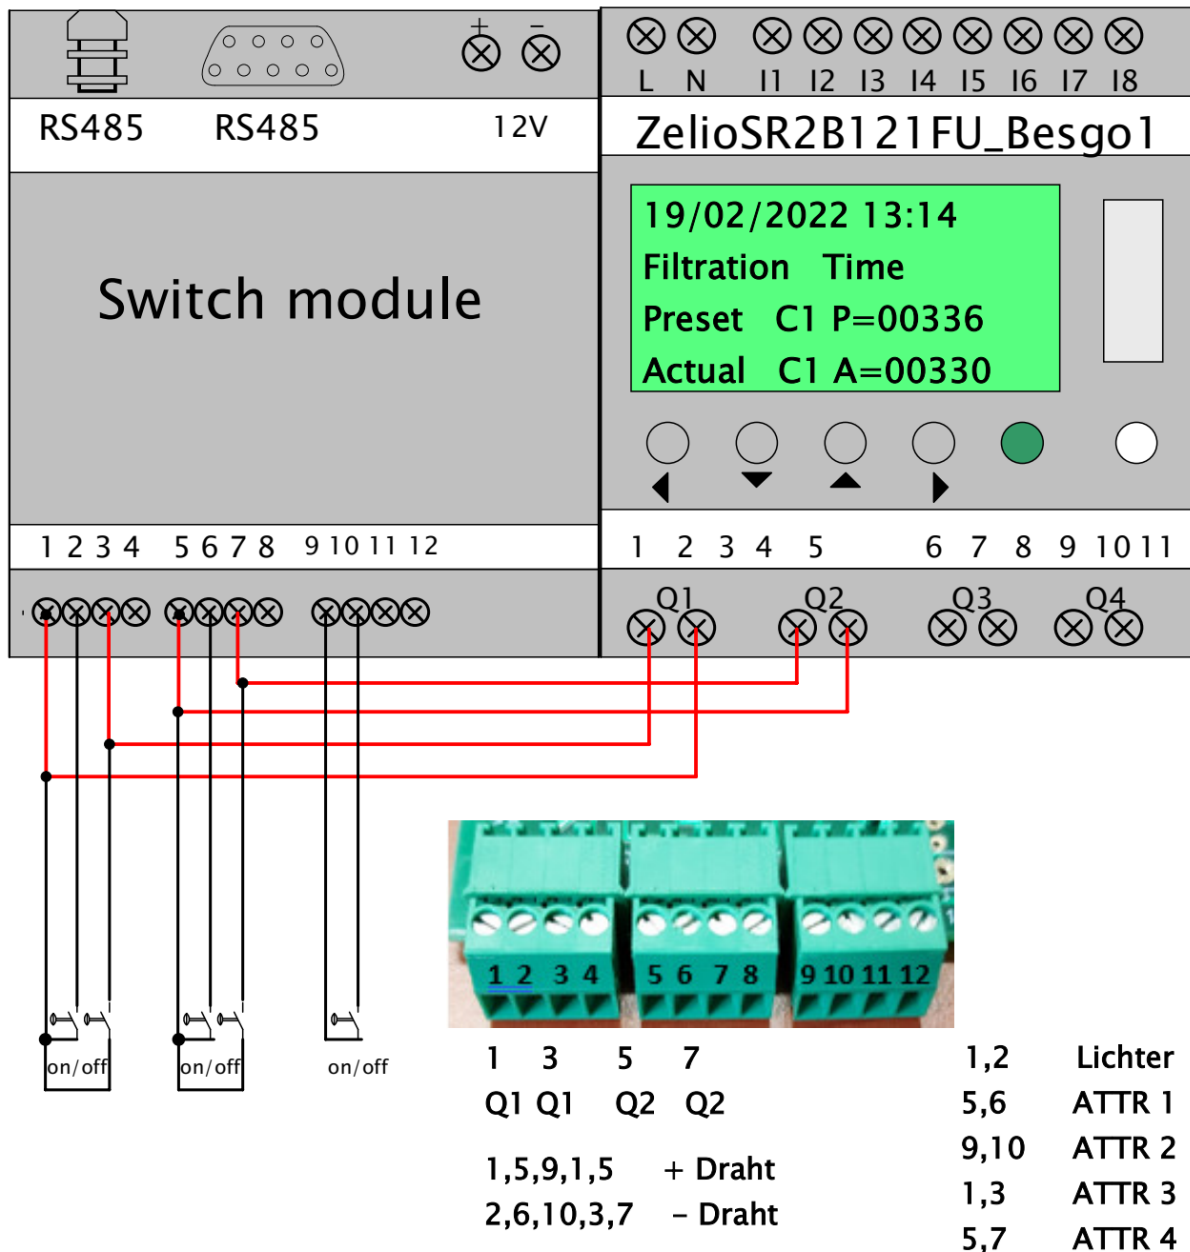 + -
L N I1 I2 I3 I4 I5 I6 I7 I8
RS485 RS485 12V
ZelioSR2B121FU_Besgo1
19/02/2022 13:14
Filtration Time
Preset C1 P=00336
Actual C1 A=00330
Switch module
1 2 3 4 5 6 7 8 9 10 11 12
1 2 3 4 5 6 7 8 9 10 11
Q1 Q2 Q3 Q4
on/off on/off on/off
1 2 3 4 5 6 7 8 9 10 11 12
1 3 5 7
Q1 Q1 Q2 Q2
1,5,9,1,5 + Draht
2,6,10,3,7 - Draht
1,2 Lichter
5,6 ATTR 1
9,10 ATTR 2
1,3 ATTR 3
5,7 ATTR 4